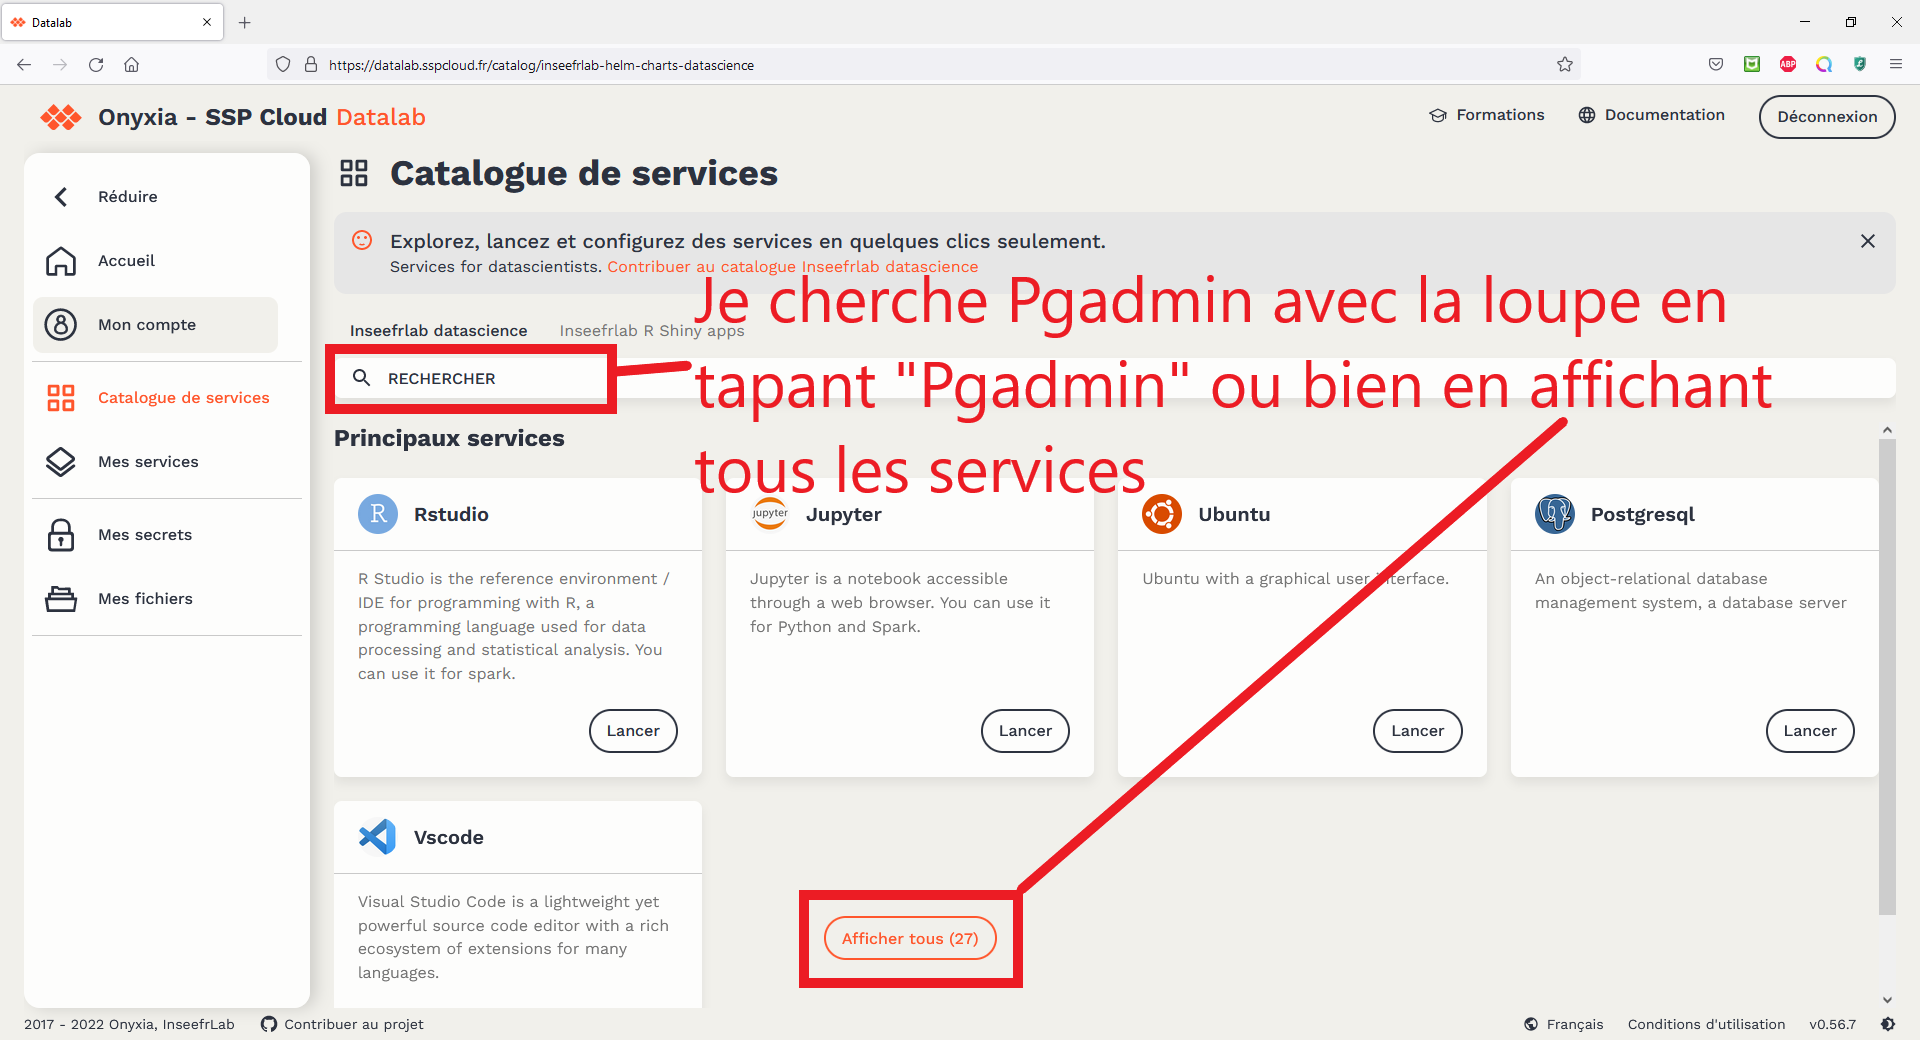 Datalab
https://datalab.sspcloud.fr/catalog/inseefrlab-helm-charts-datascience
ABP
Onyxia - SSP Cloud Datalab
Formations
Documentation
Déconnexion
Réduire
Accueil
Mon compte
Catalogue de services
Mes services
Mes secrets
Mes fichiers
Catalogue de services
Explorez, lancez et configurez des services en quelques clics seulement.
Services for datascientists. Contribuer au catalogue Inseefrlab datascience
Je cherche Pgadmin avec la loupe en
tapant "Pgadmin" ou bien en affichant
tous les services
Inseefrlab datascience
Inseefrlab R Shiny apps
RECHERCHER
Principaux services
R
Rstudio
R Studio is the reference environment /
IDE for programming with R, a
programming language used for data
processing and statistical analysis. You
can use it for spark.
Lancer
jupyter
Jupyter
Jupyter is a notebook accessible
through a web browser. You can use it
for Python and Spark.
Lancer
Ubuntu
Ubuntu with a graphical user interface.
Lancer
Postgresql
An object-relational database
management system, a database server
Lancer
Vscode
Visual Studio Code is a lightweight yet
powerful source code editor with a rich
ecosystem of extensions for many
languages.
Afficher tous (27)
2017 - 2022 Onyxia, InseefrLab
Contribuer au projet
Français
Conditions d'utilisation
v0.56.7